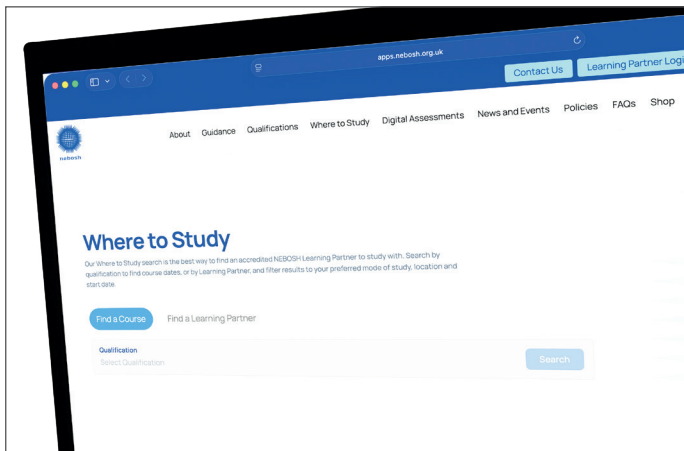 apps.nebosh.org.uk
Contact Us
Learning Partner Logi
nebosh
About Guidance Qualifications Where to Study Digital Assessments News and Events Policies FAQs Shop
Where to Study
Our Where to Study search is the best way to find an accredited NEBOSH Learning Partner to study with. Search by
qualification to find course dates, or by Learning Partner, and filter results to your preferred mode of study, location and
start date.
Find a Course Find a Learning Partner
Qualification
Select Qualification
Search